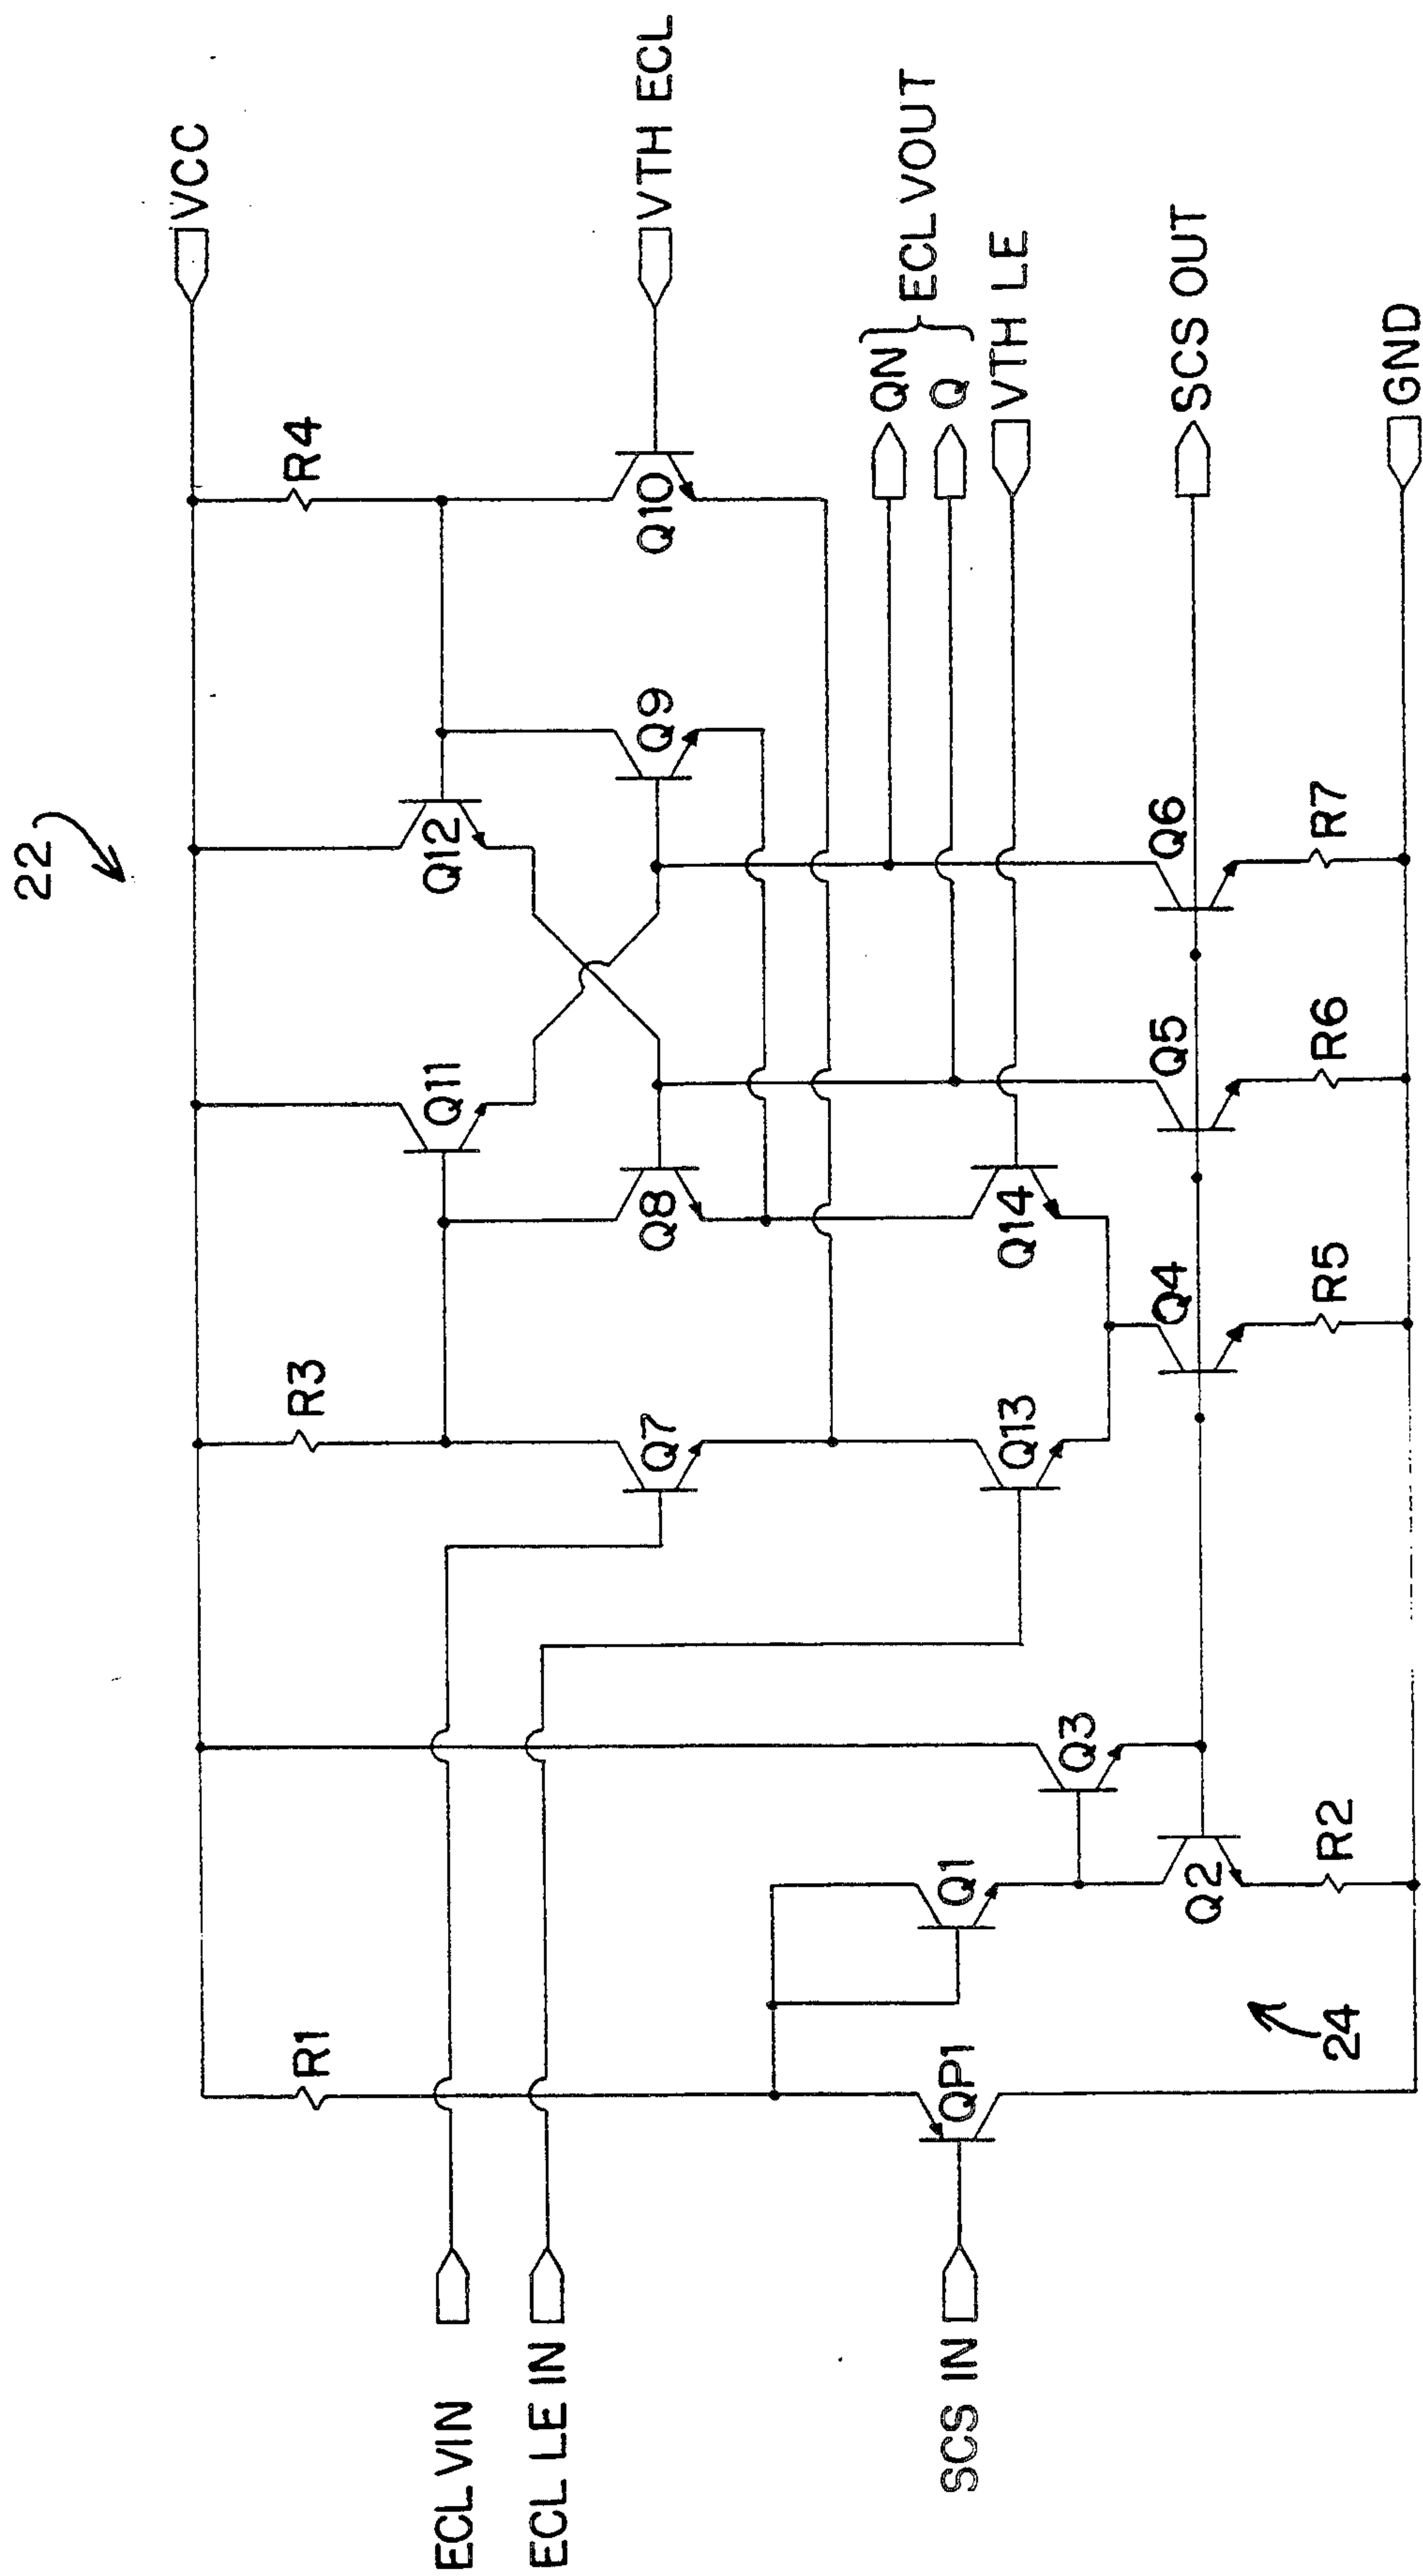 22
VCC
R1
R3
R4
ECL VIN
Q11
Q12
ECL LE IN
Q7
Q8
Q9
Q10
VTH ECL
QN
ECL VOUT
Q
SCS IN
QP1
Q1
Q13
Q14
VTH LE
Q3
Q2
Q4
Q5
Q6
SCS OUT
24
R2
R5
R6
R7
GND